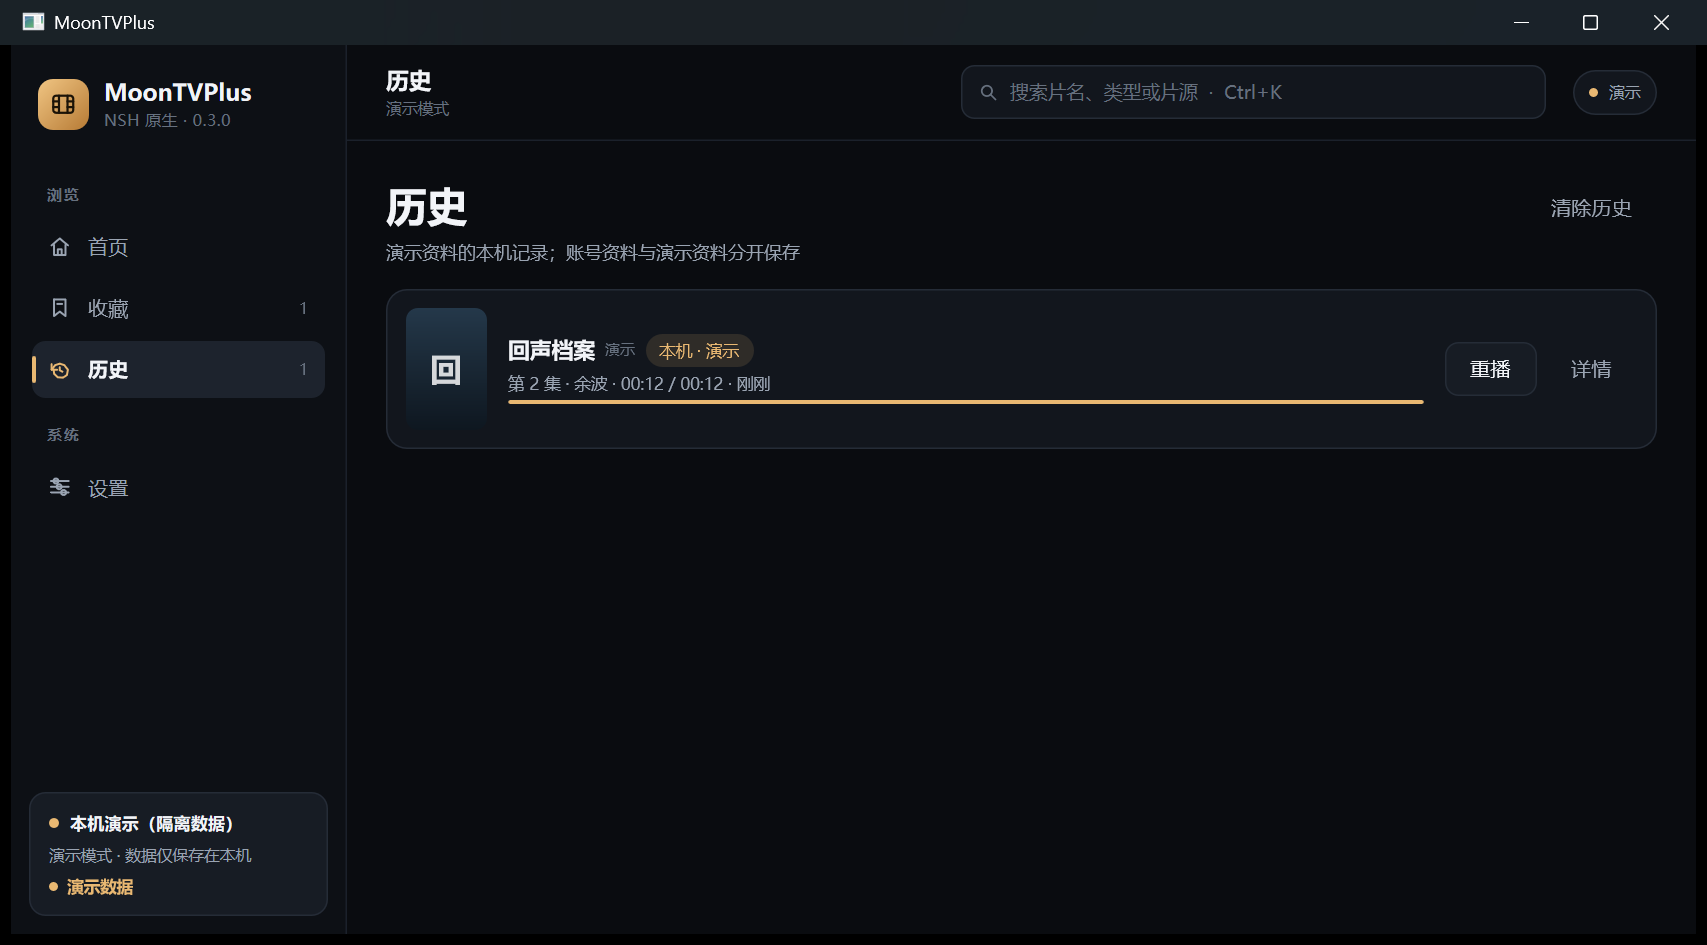 MoonTVPlus
MoonTVPlus
NSH 原生 · 0.3.0
浏览
首页
收藏 1
历史 1
系统
设置
本机演示（隔离数据）
演示模式 · 数据仅保存在本机
演示数据
历史
演示模式
搜索片名、类型或片源 · Ctrl+K
演示
历史
清除历史
演示资料的本机记录；账号资料与演示资料分开保存
回
回声档案 演示 本机 · 演示
第 2 集 · 余波 · 00:12 / 00:12 · 刚刚
重播
详情